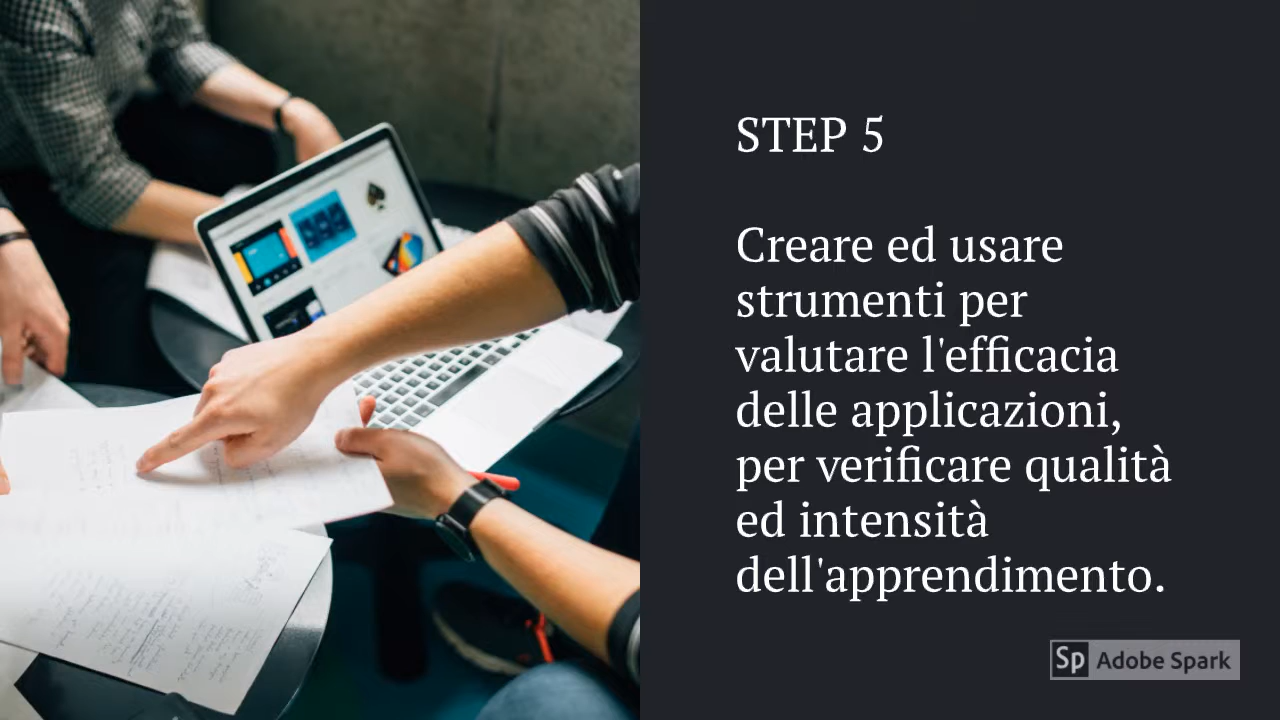 STEP 5
Creare ed usare
strumenti per
valutare l'efficacia
delle applicazioni,
per verificare qualità
ed intensità
dell'apprendimento.
Sp Adobe Spark